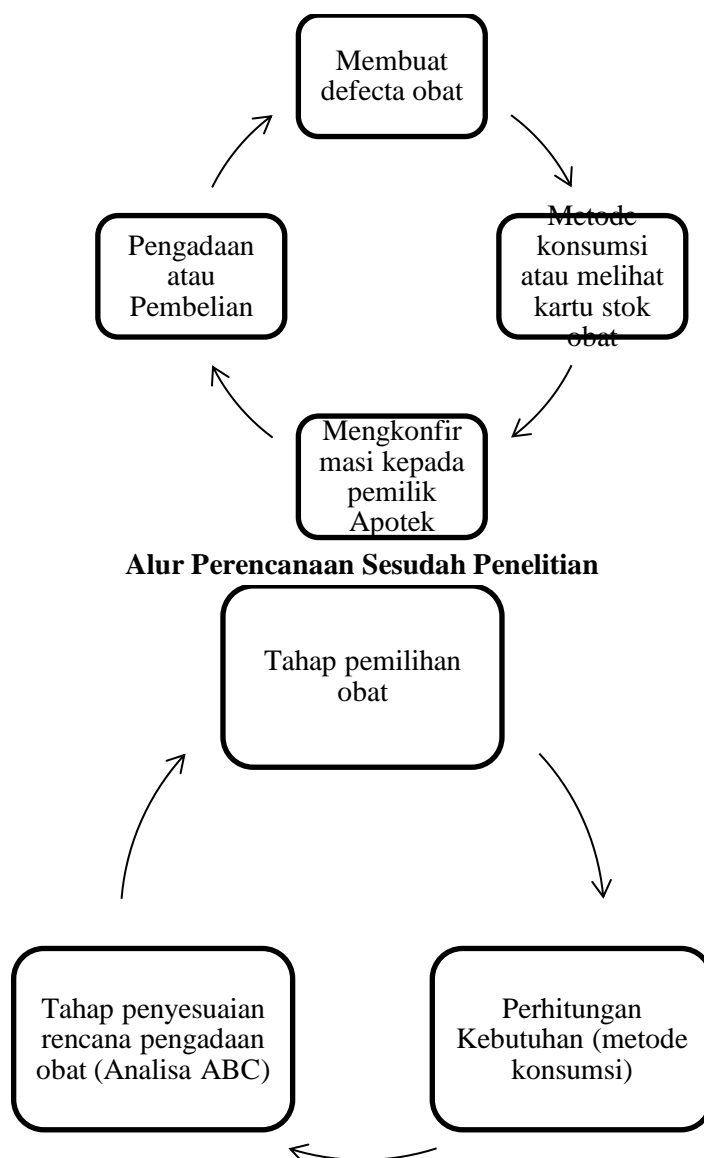 Membuat
defecta obat
Metode
konsumsi
atau melihat
kartu stok
obat
Mengkonfir
masi kepada
pemilik
Apotek
Pengadaan
atau
Pembelian
Alur Perencanaan Sesudah Penelitian
Tahap pemilihan
obat
Perhitungan
Kebutuhan (metode
konsumsi)
Tahap penyesuaian
rencana pengadaan
obat (Analisa ABC)